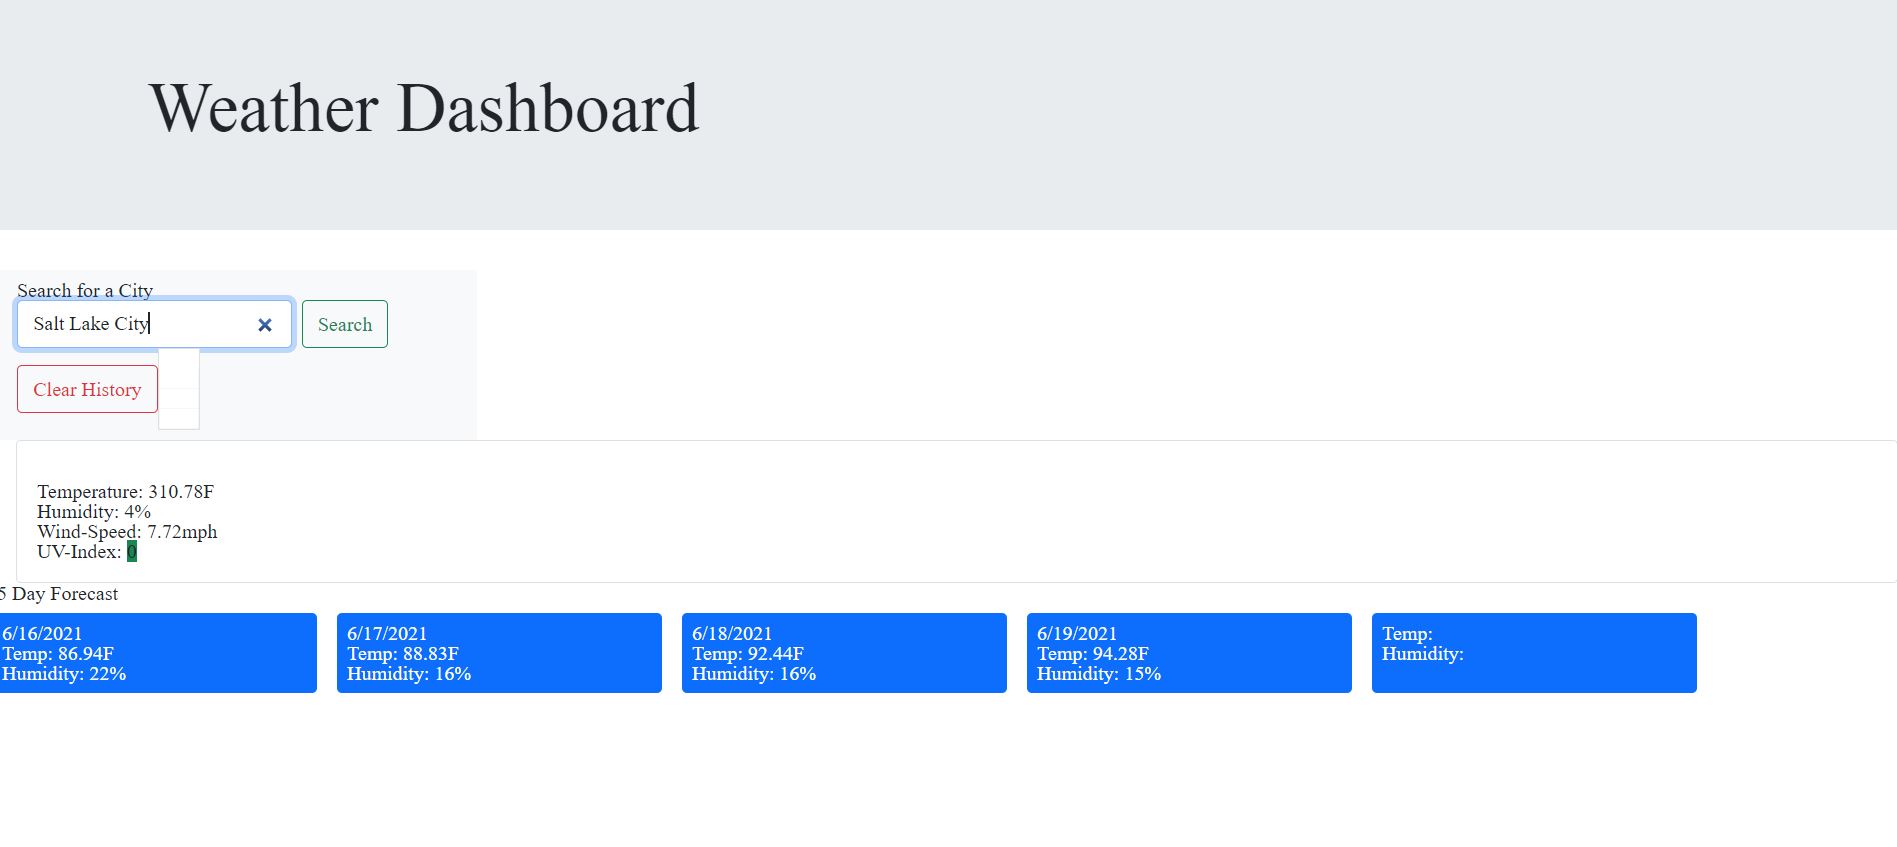 Weather Dashboard
Search for a City
Salt Lake City
Search
Clear History
Temperature: 310.78F
Humidity: 4%
Wind-Speed: 7.72mph
UV-Index: 0
5 Day Forecast
6/16/2021
Temp: 86.94F
Humidity: 22%
6/17/2021
Temp: 88.83F
Humidity: 16%
6/18/2021
Temp: 92.44F
Humidity: 16%
6/19/2021
Temp: 94.28F
Humidity: 15%
Temp:
Humidity: